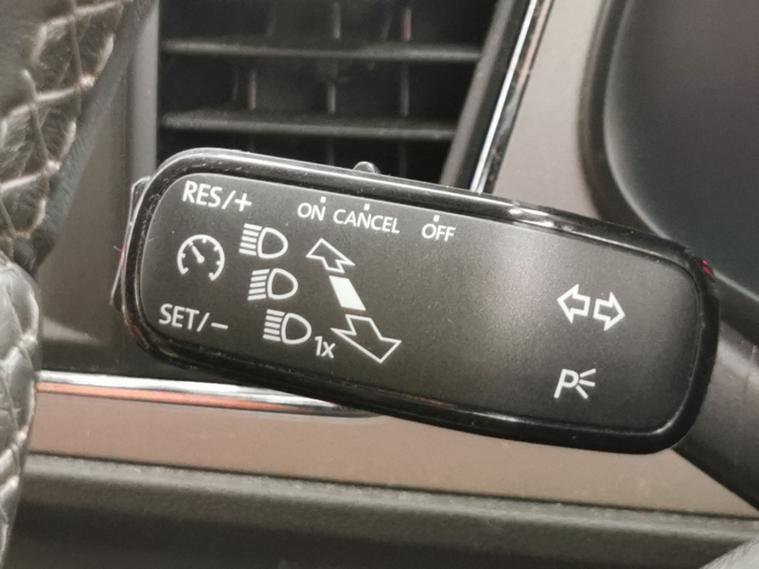 RES/+
ON CANCEL OFF
SET/-
1x
P